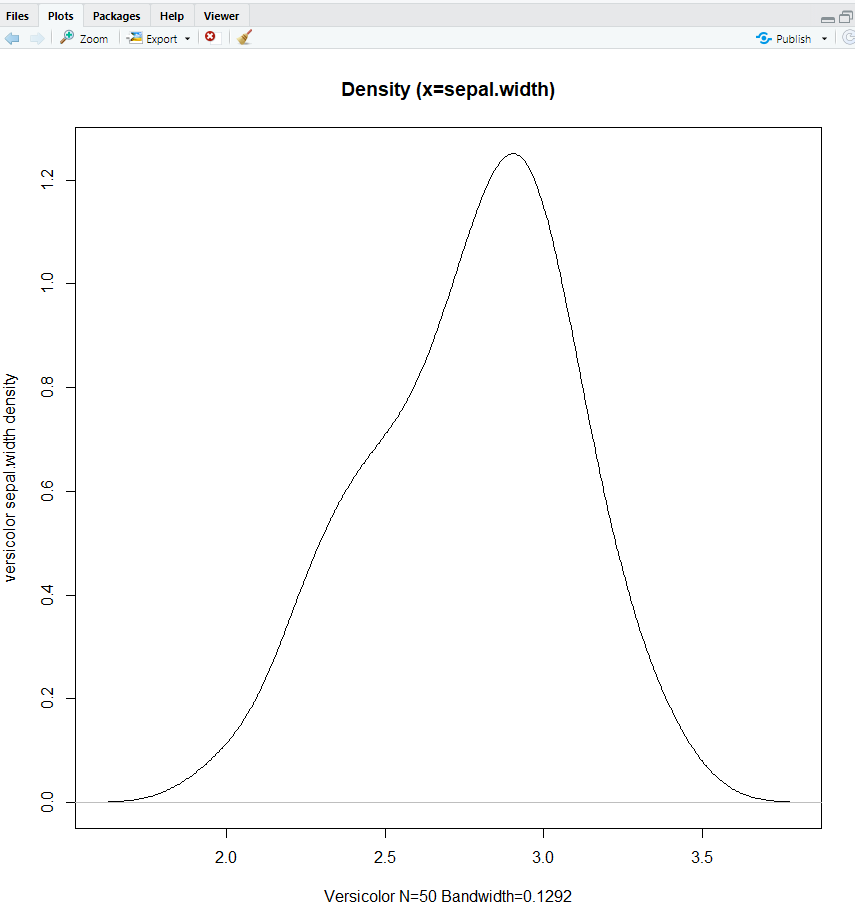 Files Plots Packages Help Viewer
Zoom Export Publish
Density (x=sepal.width)
versicolor sepal.width density
1.2
1.0
0.8
0.6
0.4
0.2
0.0
2.0 2.5 3.0 3.5
Versicolor N=50 Bandwidth=0.1292